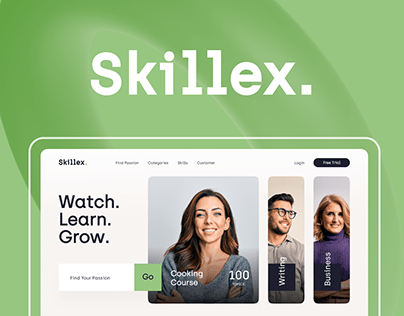 Skillex.
Skillex.
Find Passion Categories Skills Customer Login Free Trial
Watch.
Learn.
Grow.
Find Your Passion Go
Cooking
Course
100
TOPICS
Writing
Business